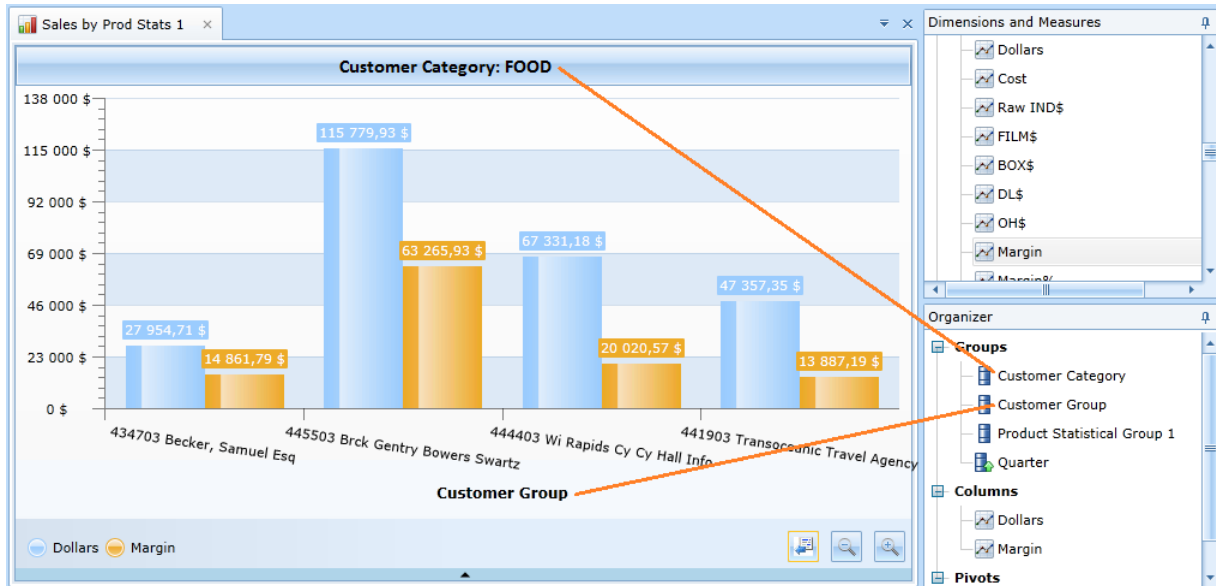 Sales by Prod Stats 1
Customer Category: FOOD
138 000 $
115 000 $
92 000 $
69 000 $
46 000 $
23 000 $
0 $
27 954,71 $
14 861,79 $
115 779,93 $
63 265,93 $
67 331,18 $
20 020,57 $
47 357,35 $
13 887,19 $
434703 Becker, Samuel Esq
445503 Brck Gentry Bowers Swartz
444403 Wi Rapids Cy Cy Hall Info
441903 Transoceanic Travel Agency
Customer Group
Dollars
Margin
Dimensions and Measures
Dollars
Cost
Raw IND$
FILM$
BOX$
DL$
OH$
Margin
Margin%
Organizer
Groups
Customer Category
Customer Group
Product Statistical Group 1
Quarter
Columns
Dollars
Margin
Pivots